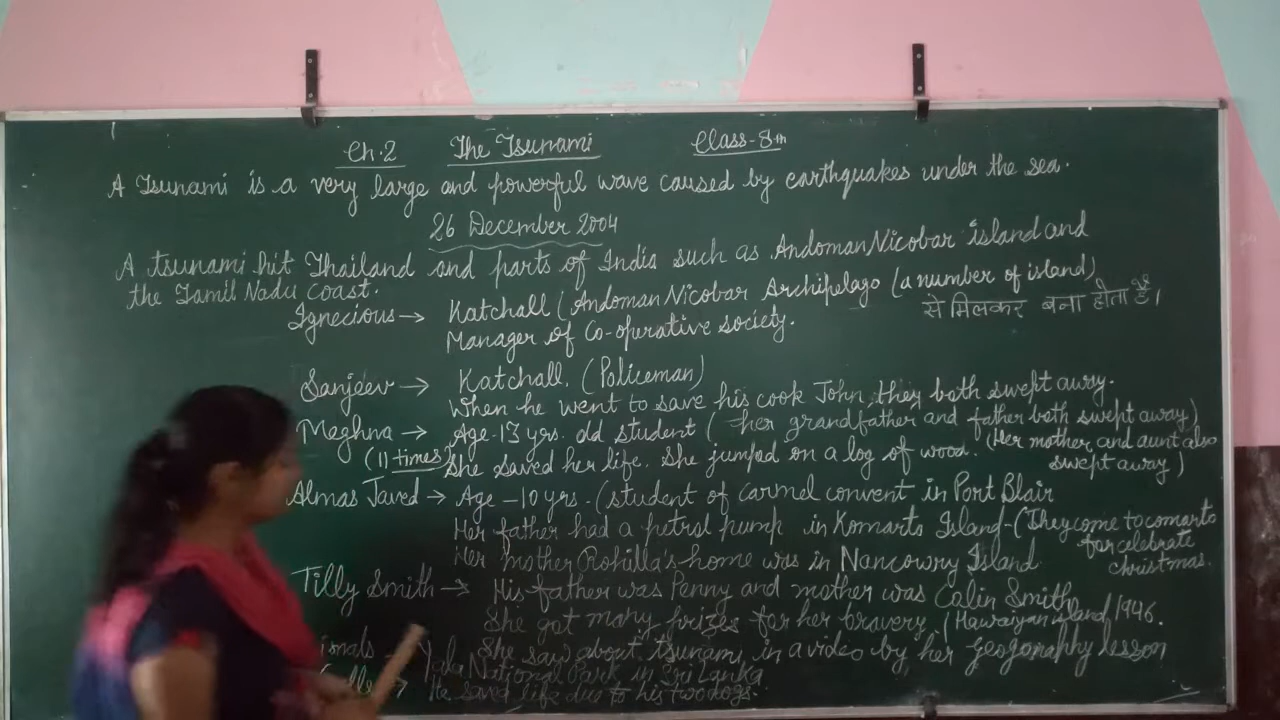 Ch.2 The Tsunami Class-8th
A Tsunami is a very large and powerful wave caused by earthquakes under the sea.
26 December 2004
A tsunami hit Thailand and parts of India such as Andoman Nicobar island and
the Tamil Nadu coast.
Ignecious → Katchall (Andoman Nicobar Archipelago (a number of island)
से मिलकर बना होता है।
Manager of Co-operative society.
Sanjeev → Katchall. (Policeman)
When he went to save his cook John, they both swept away.
Meghna → Age-13 yrs. old student ( her grandfather and father both swept away)
(11 times) She saved her life. She jumped on a log of wood. (Her mother and aunt also
swept away)
Almas Javed → Age - 10 yrs. (student of Carmel convent in Port Blair
Her father had a petrol pump in Komarts Island - (They come to comarts
for celebrate
christmas.
Her mother Rohilla's home was in Nancowry Island
Tilly Smith → His father was Penny and mother was Calin Smith
She got many prizes for her bravery. (Hawaiyan island, 1946.
She saw about tsunami in a video by her geography lesson
imals Yala National Park in Sri Lanka
He saved life due to his two dogs.